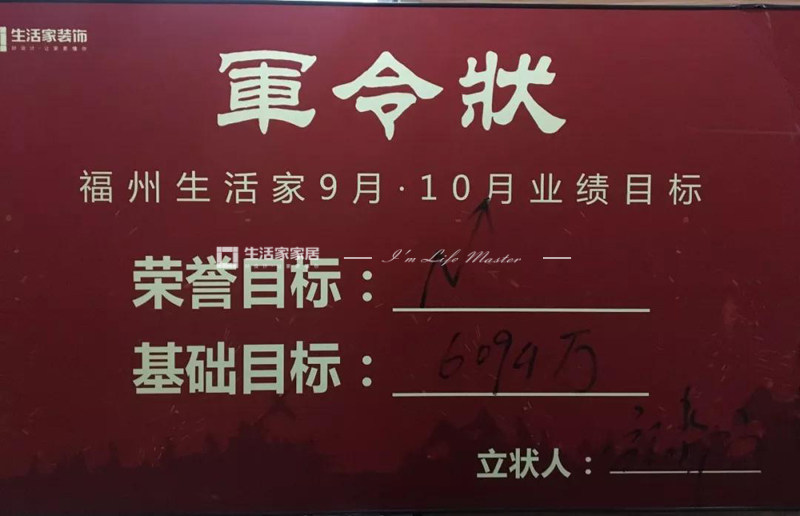 生活家装饰
軍令狀
福州生活家9月·10月业绩目标
生活家家居 I'm Life Master
荣誉目标：N
基础目标：6094万
立状人：